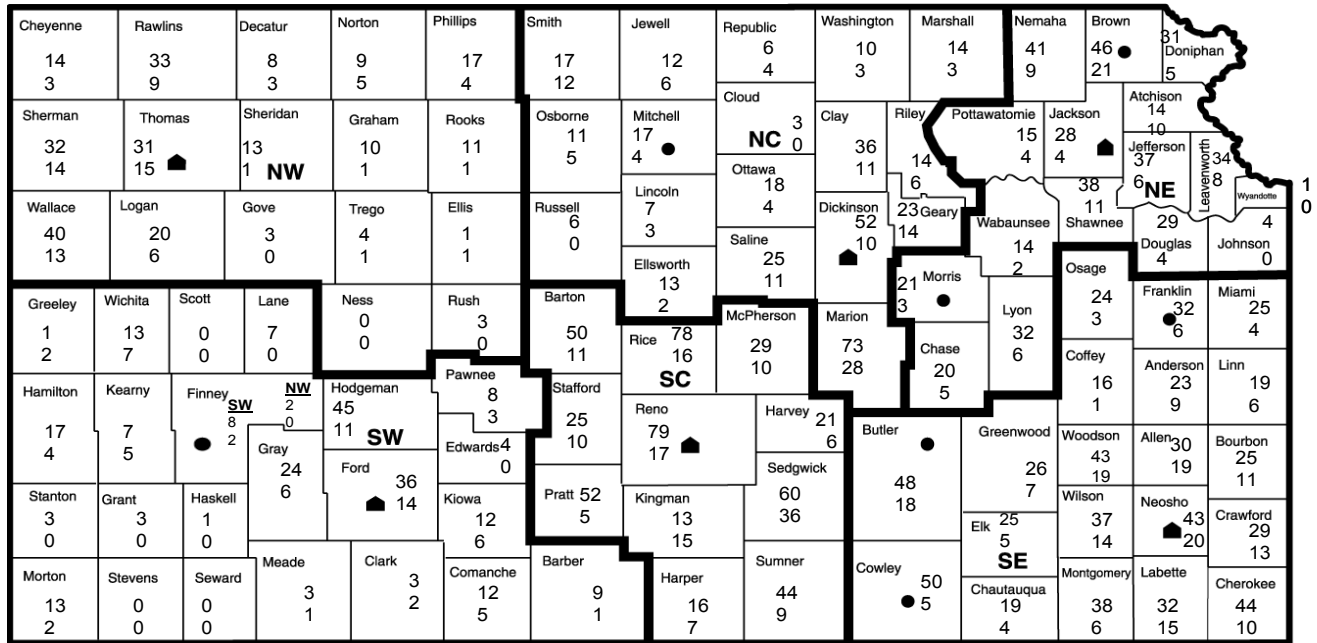 Cheyenne
14
3
Rawlins
33
9
Decatur
8
3
Norton
9
5
Phillips
17
4
Smith
17
12
Jewell
12
6
Republic
6
4
Washington
10
3
Marshall
14
3
Nemaha
41
9
Brown
46
21
31
Doniphan
5
Sherman
32
14
Thomas
31
15
Sheridan
13
1
NW
Graham
10
1
Rooks
11
1
Osborne
11
5
Mitchell
17
4
Cloud
3
0
NC
Clay
36
11
Riley
14
6
Pottawatomie
15
4
Jackson
28
4
Atchison
14
10
Jefferson
37
6
NE
Leavenworth
34
8
Wyandotte
1
0
Wallace
40
13
Logan
20
6
Gove
3
0
Trego
4
1
Ellis
1
1
Russell
6
0
Lincoln
7
3
Ottawa
18
4
Dickinson
52
10
23
Geary
14
Wabaunsee
14
2
38
11
Shawnee
29
Douglas
4
4
Johnson
0
Saline
25
11
Ellsworth
13
2
Morris
21
3
Lyon
32
6
Osage
24
3
Franklin
32
6
Miami
25
4
Greeley
1
2
Wichita
13
7
Scott
0
0
Lane
7
0
Ness
0
0
Rush
3
0
Barton
50
11
Rice
78
16
SC
McPherson
29
10
Marion
73
28
Chase
20
5
Coffey
16
1
Anderson
23
9
Linn
19
6
Hamilton
17
4
Kearny
7
5
Finney
SW
8
2
NW
2
0
Hodgeman
45
11
SW
Pawnee
8
3
Stafford
25
10
Reno
79
17
Harvey
21
6
Butler
48
18
Greenwood
26
7
Woodson
43
19
Allen
30
19
Bourbon
25
11
Gray
24
6
Ford
36
14
Edwards
4
0
Sedgwick
60
36
Stanton
3
0
Grant
3
0
Haskell
1
0
Kiowa
12
6
Pratt
52
5
Kingman
13
15
Elk
25
5
SE
Wilson
37
14
Neosho
43
20
Crawford
29
13
Morton
13
2
Stevens
0
0
Seward
0
0
Meade
3
1
Clark
3
2
Comanche
12
5
Barber
9
1
Harper
16
7
Sumner
44
9
Cowley
50
5
Chautauqua
19
4
Montgomery
38
6
Labette
32
15
Cherokee
44
10